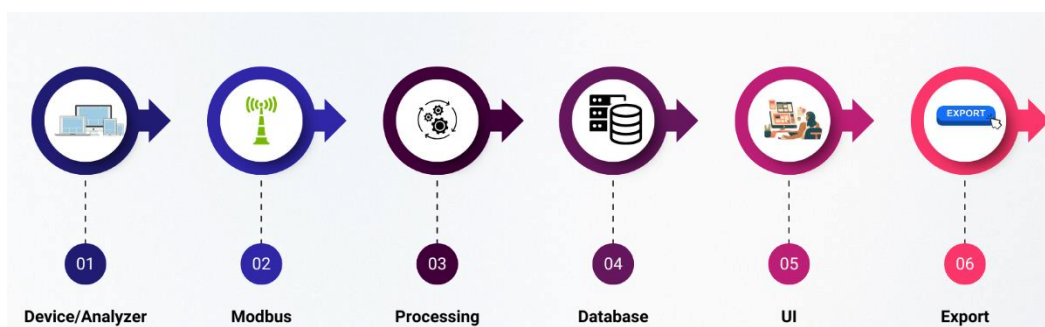 EXPORT
01 02 03 04 05 06
Device/Analyzer Modbus Processing Database UI Export